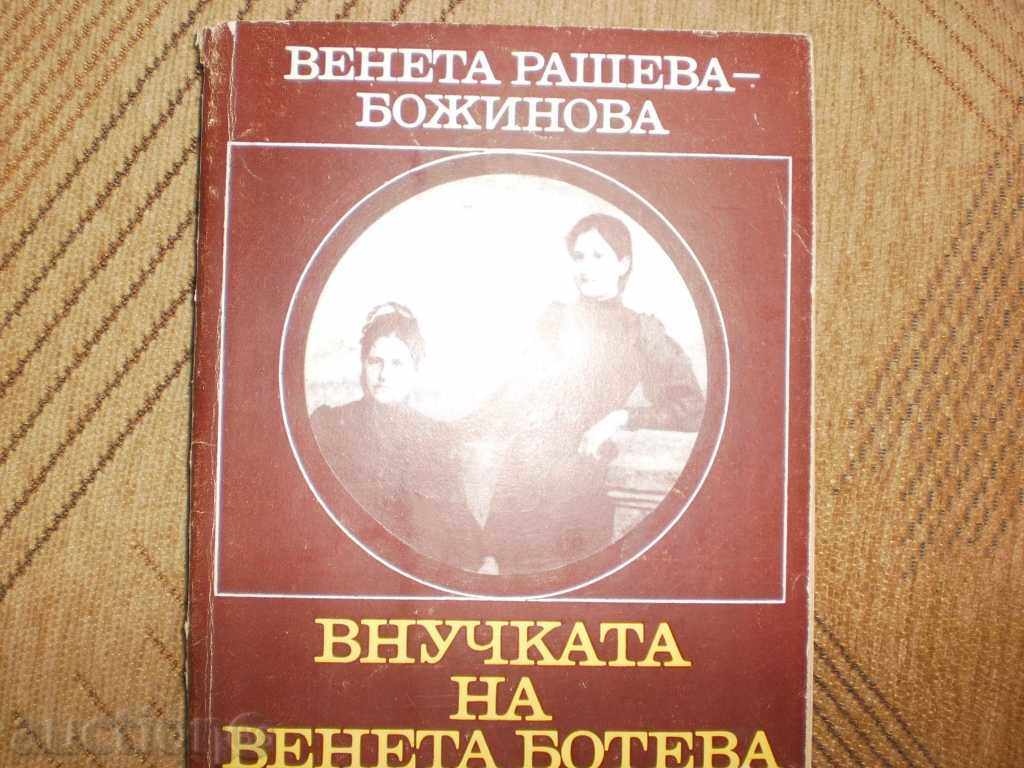 ВЕНЕТА РАШЕВА–
БОЖИНОВА
ВНУЧКАТА
НА
ВЕНЕТА БОТЕВА